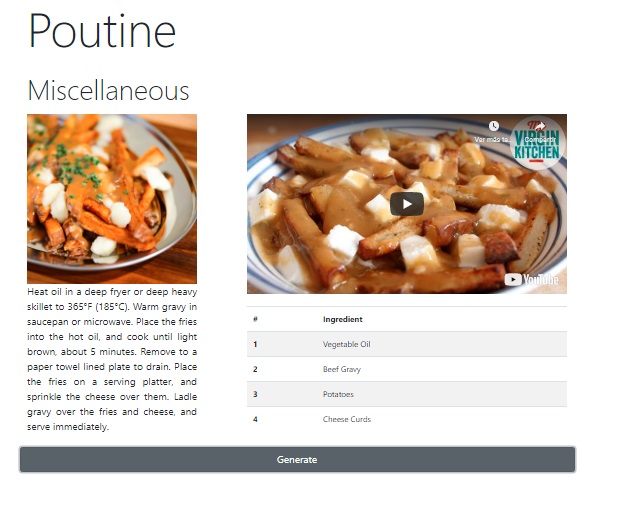 Poutine
Miscellaneous
Heat oil in a deep fryer or deep heavy
skillet to 365°F (185°C). Warm gravy in
saucepan or microwave. Place the fries
into the hot oil, and cook until light
brown, about 5 minutes. Remove to a
paper towel lined plate to drain. Place
the fries on a serving platter, and
sprinkle the cheese over them. Ladle
gravy over the fries and cheese, and
serve immediately.
Ver más ta... Compartir
VIRGIN
KITCHEN
YouTube
# Ingredient
1 Vegetable Oil
2 Beef Gravy
3 Potatoes
4 Cheese Curds
Generate